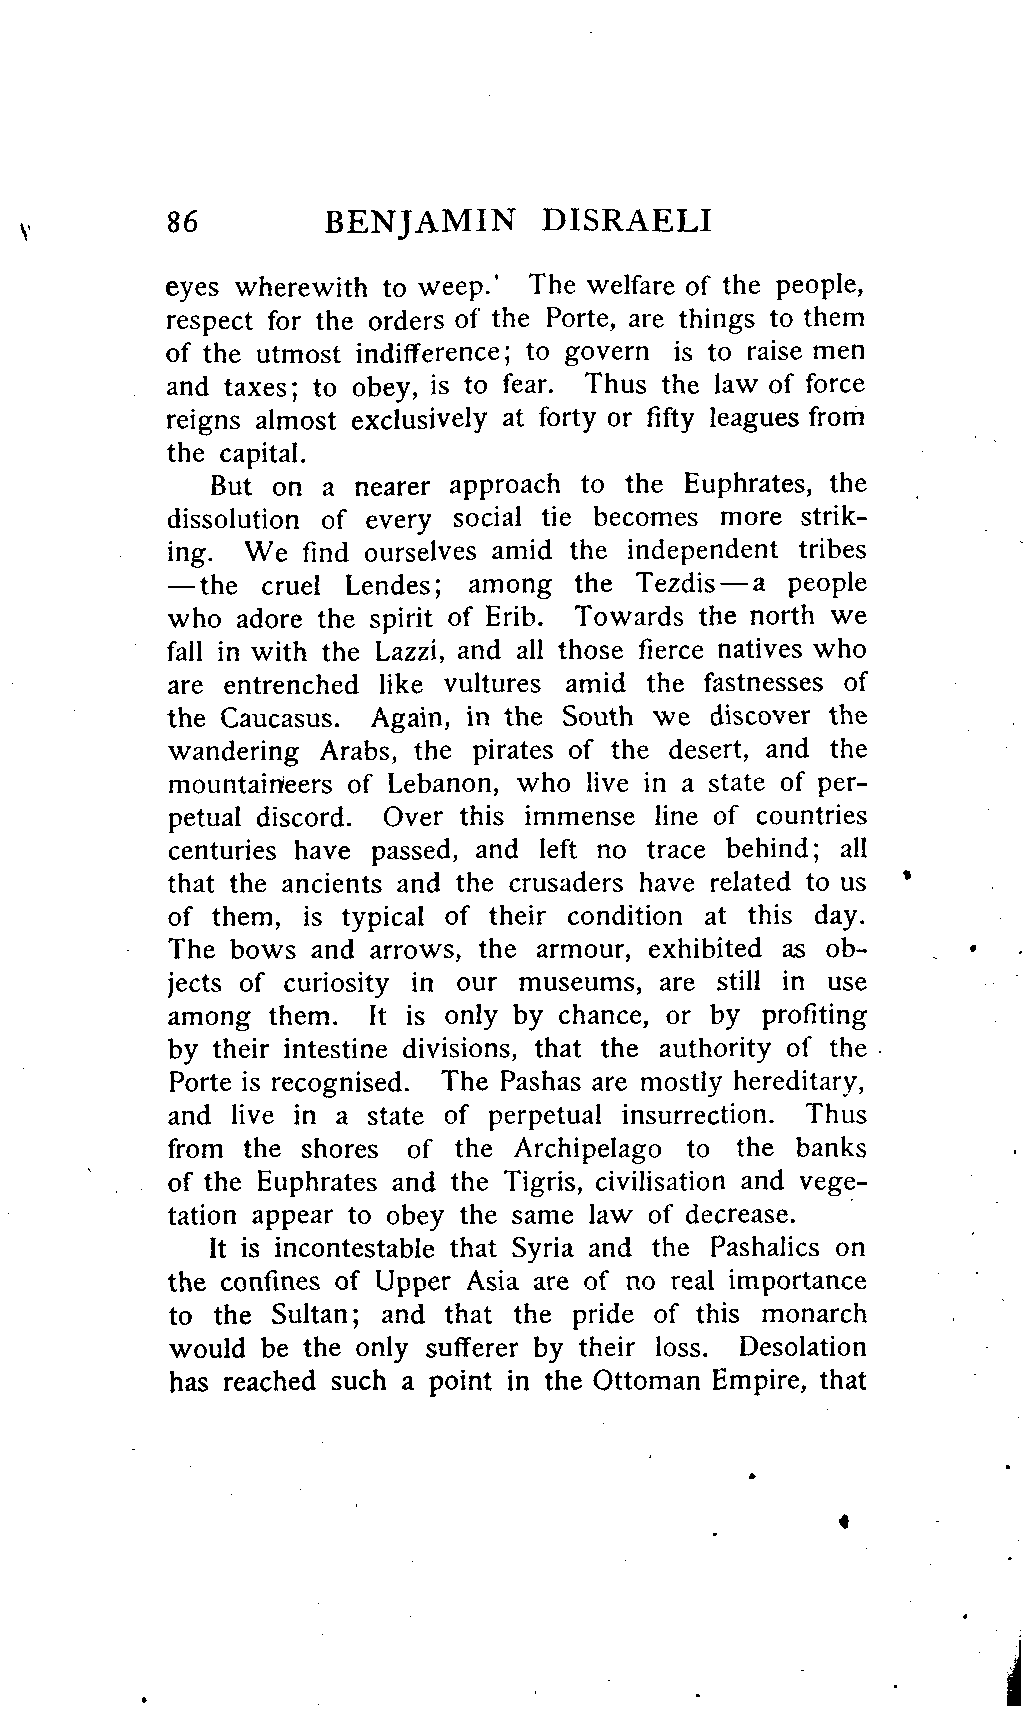 86 BENJAMIN DISRAELI
eyes wherewith to weep.' The welfare of the people,
respect for the orders of the Porte, are things to them
of the utmost indifference; to govern is to raise men
and taxes; to obey, is to fear. Thus the law of force
reigns almost exclusively at forty or fifty leagues from
the capital.
But on a nearer approach to the Euphrates, the
dissolution of every social tie becomes more strik-
ing. We find ourselves amid the independent tribes
—the cruel Lendes; among the Tezdis—a people
who adore the spirit of Erib. Towards the north we
fall in with the Lazzi, and all those fierce natives who
are entrenched like vultures amid the fastnesses of
the Caucasus. Again, in the South we discover the
wandering Arabs, the pirates of the desert, and the
mountaineers of Lebanon, who live in a state of per-
petual discord. Over this immense line of countries
centuries have passed, and left no trace behind; all
that the ancients and the crusaders have related to us
of them, is typical of their condition at this day.
The bows and arrows, the armour, exhibited as ob-
jects of curiosity in our museums, are still in use
among them. It is only by chance, or by profiting
by their intestine divisions, that the authority of the
Porte is recognised. The Pashas are mostly hereditary,
and live in a state of perpetual insurrection. Thus
from the shores of the Archipelago to the banks
of the Euphrates and the Tigris, civilisation and vege-
tation appear to obey the same law of decrease.
It is incontestable that Syria and the Pashalics on
the confines of Upper Asia are of no real importance
to the Sultan; and that the pride of this monarch
would be the only sufferer by their loss. Desolation
has reached such a point in the Ottoman Empire, that